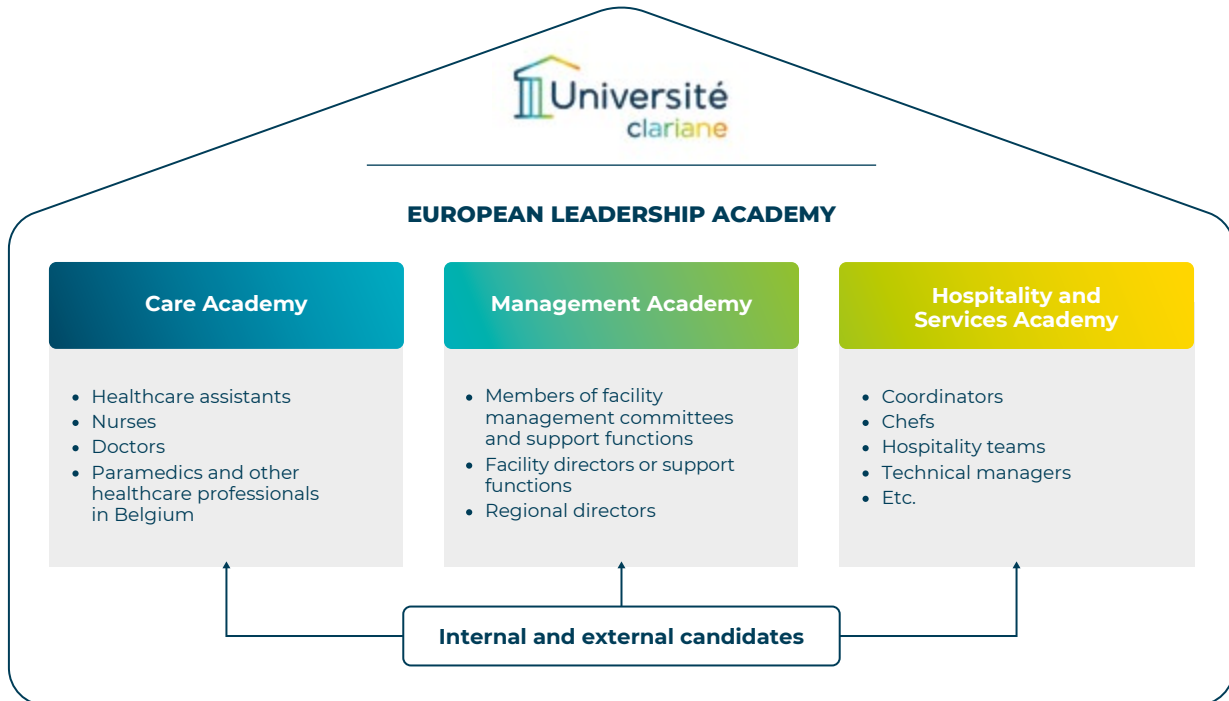 Université
clariane
EUROPEAN LEADERSHIP ACADEMY
Care Academy
• Healthcare assistants
• Nurses
• Doctors
• Paramedics and other
healthcare professionals
in Belgium
Management Academy
• Members of facility
management committees
and support functions
• Facility directors or support
functions
• Regional directors
Hospitality and
Services Academy
• Coordinators
• Chefs
• Hospitality teams
• Technical managers
• Etc.
Internal and external candidates